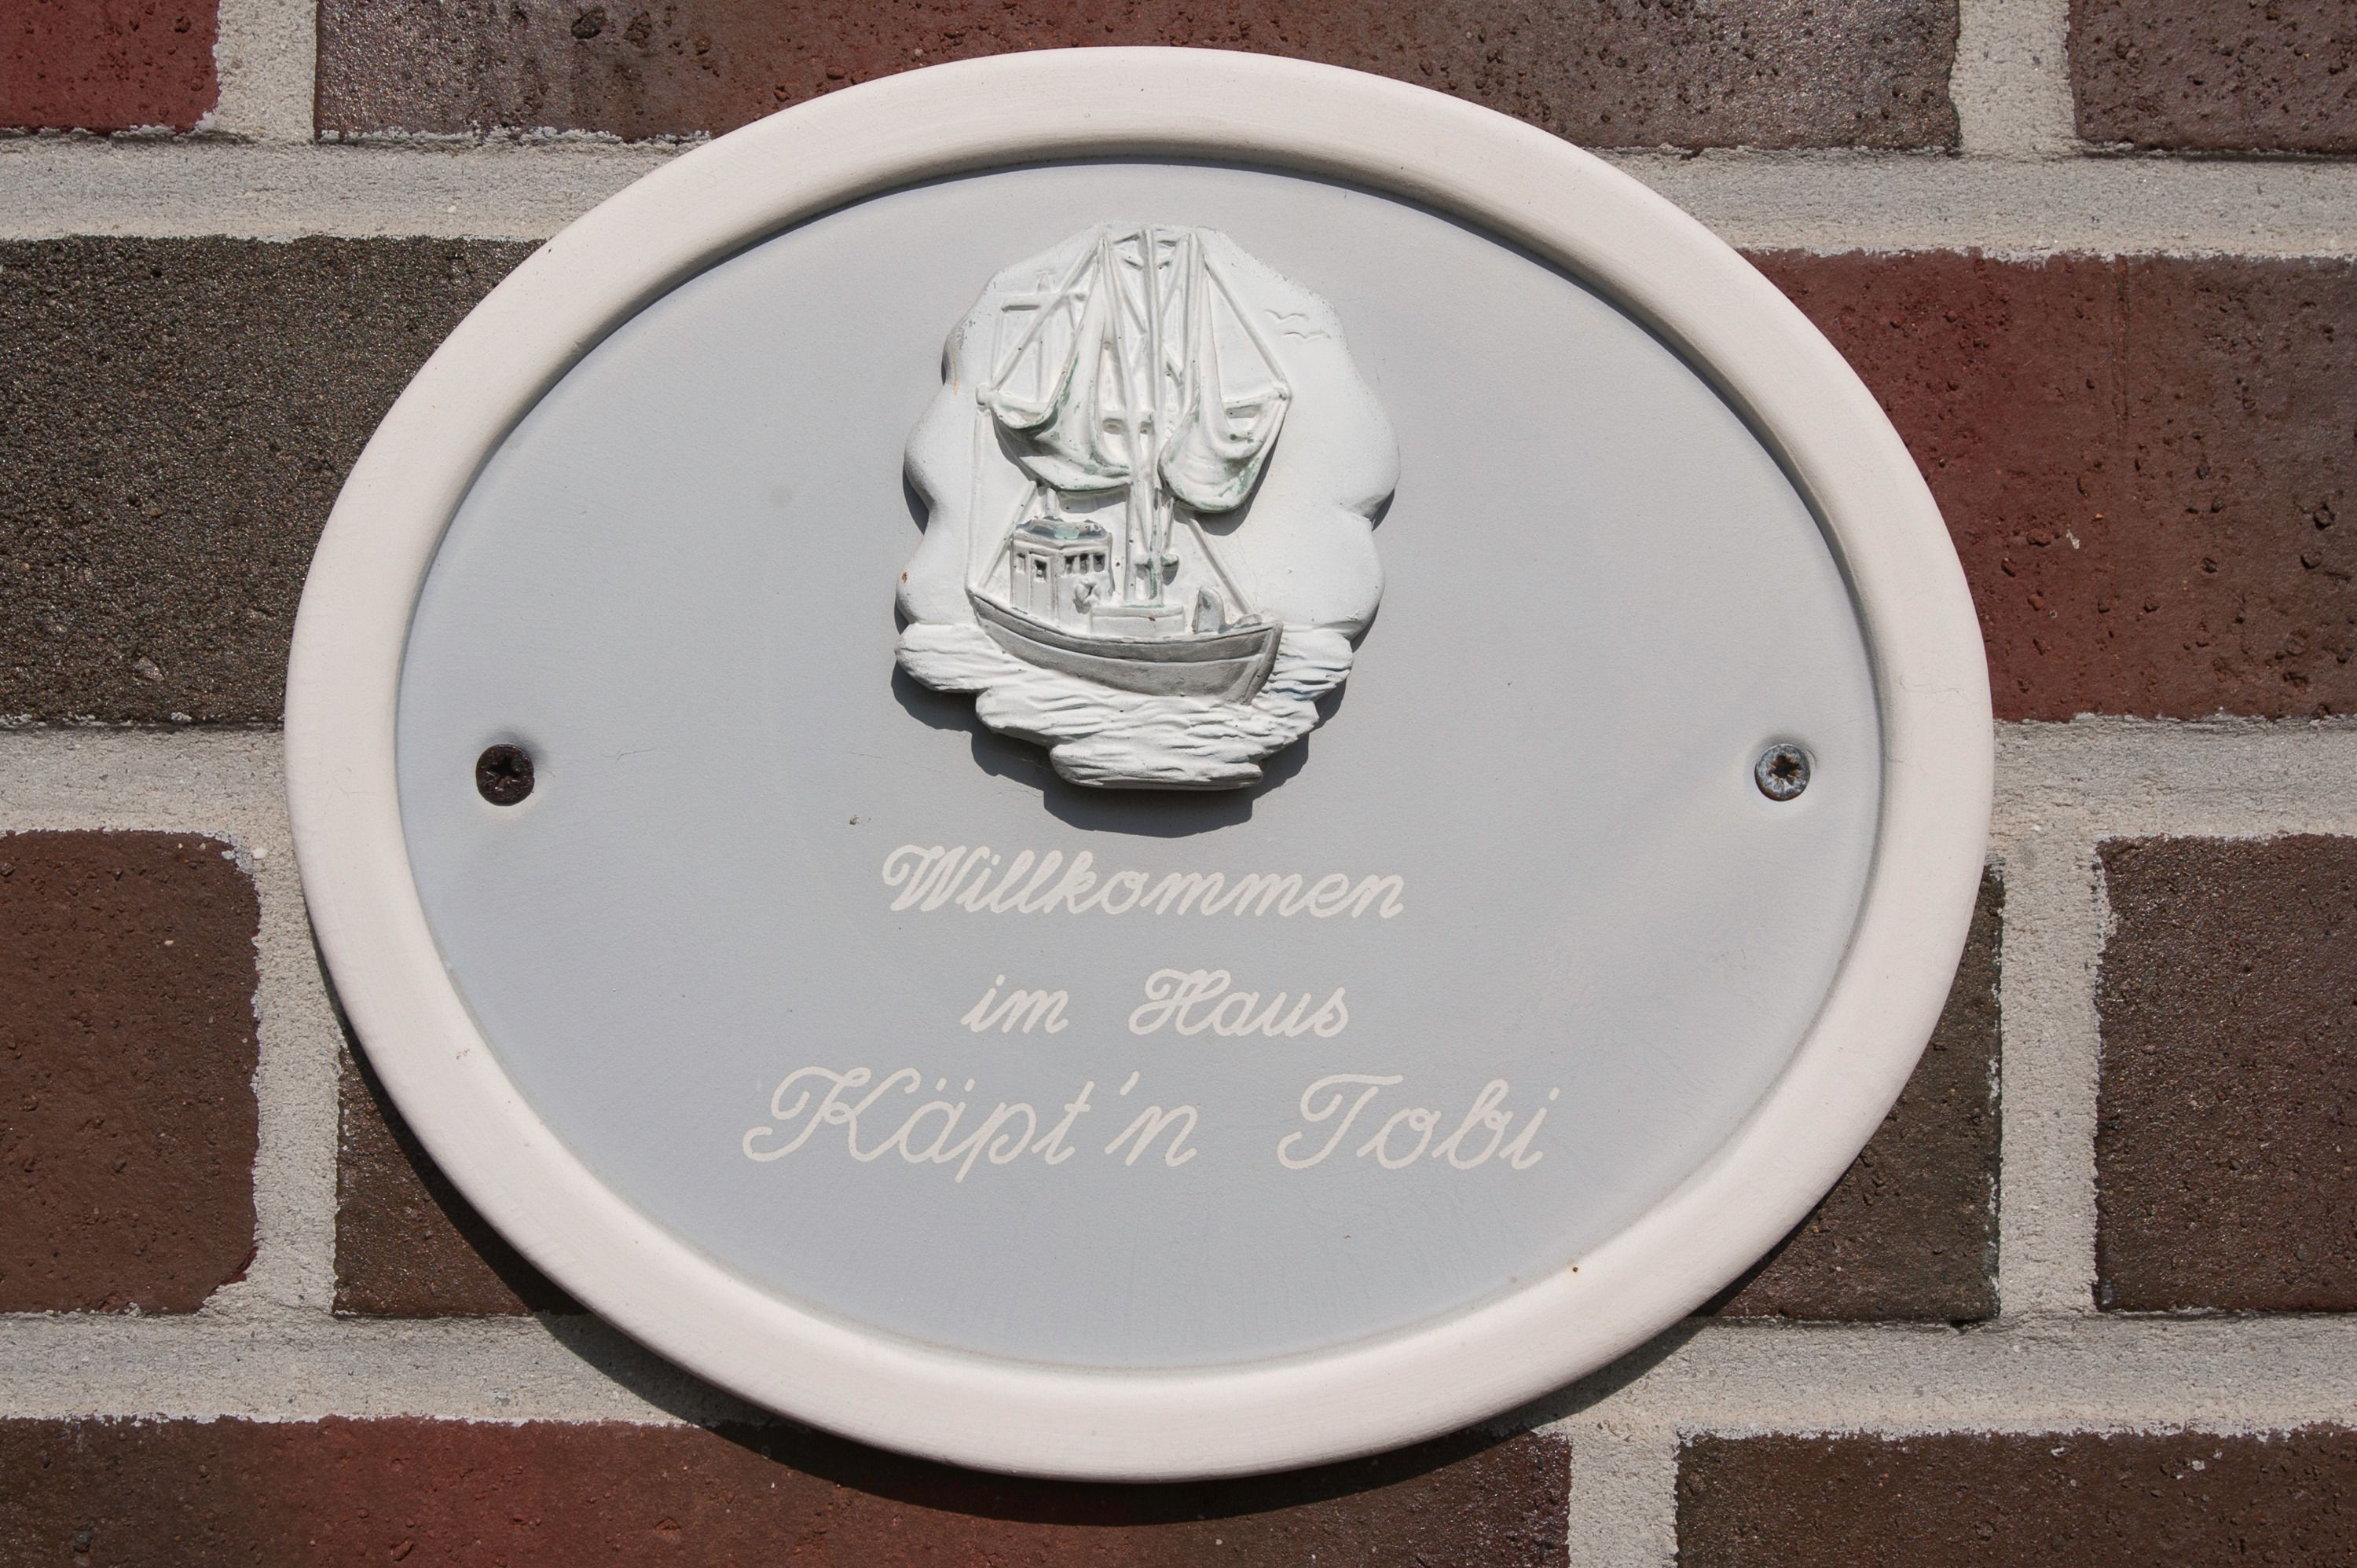 Willkommen
im Haus
Käpt'n Tobi